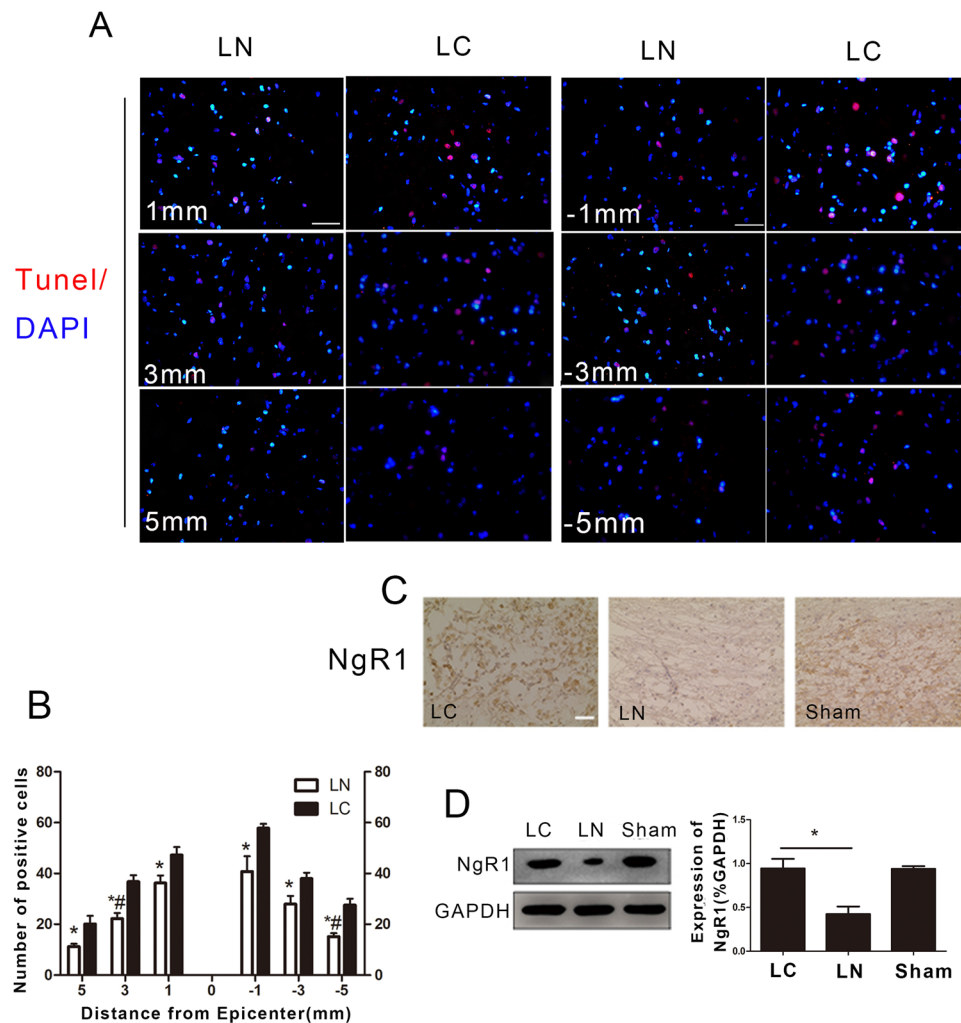 A
LN LC LN LC
1mm -1mm
Tunel/
DAPI
3mm -3mm
5mm -5mm
C
NgR1
LC LN Sham
B
Number of positive cells
80 80
60 60
40 40
20 20
0 0
LN
LC
* *# * * * *#
5 3 1 0 -1 -3 -5
Distance from Epicenter(mm)
D
LC LN Sham
NgR1
GAPDH
Expression of
NgR1(%GAPDH)
1.5
1.0
0.5
0.0
*
LC LN Sham